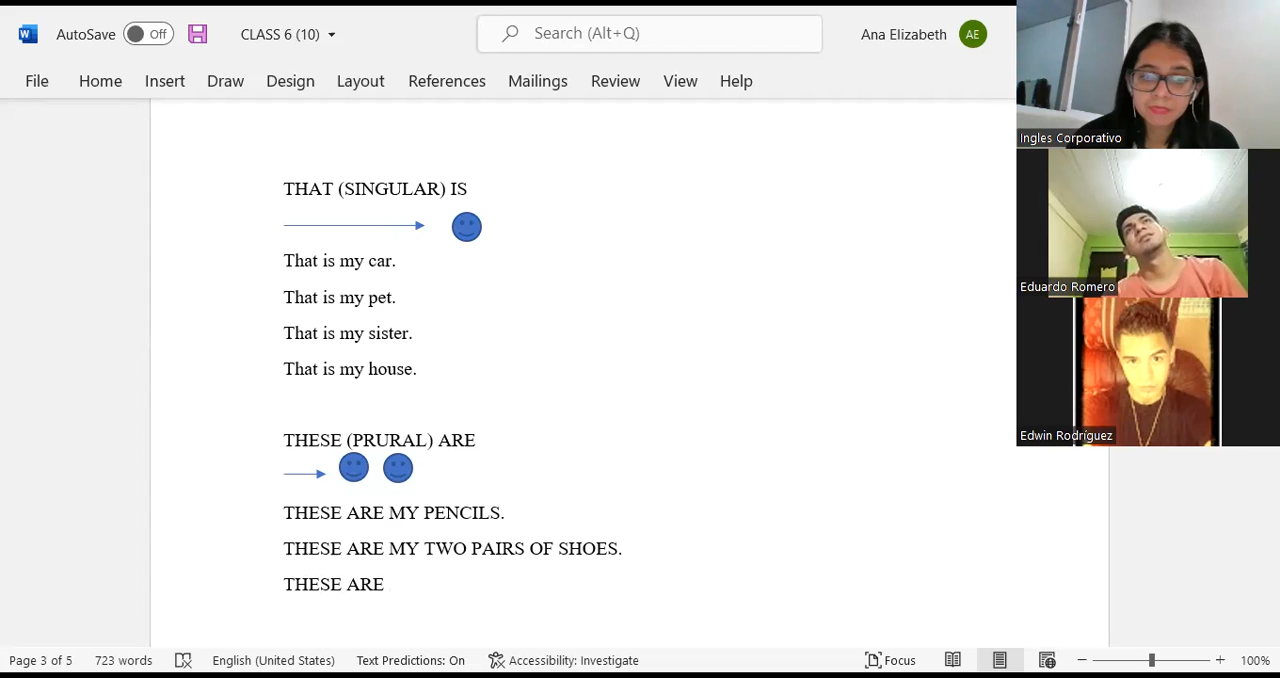 AutoSave Off CLASS 6 (10) Search (Alt+Q) Ana Elizabeth AE
File Home Insert Draw Design Layout References Mailings Review View Help
THAT (SINGULAR) IS
That is my car.
That is my pet.
That is my sister.
That is my house.
THESE (PRURAL) ARE
THESE ARE MY PENCILS.
THESE ARE MY TWO PAIRS OF SHOES.
THESE ARE
Ingles Corporativo
Eduardo Romero
Edwin Rodríguez
Page 3 of 5 723 words English (United States) Text Predictions: On Accessibility: Investigate Focus 100%